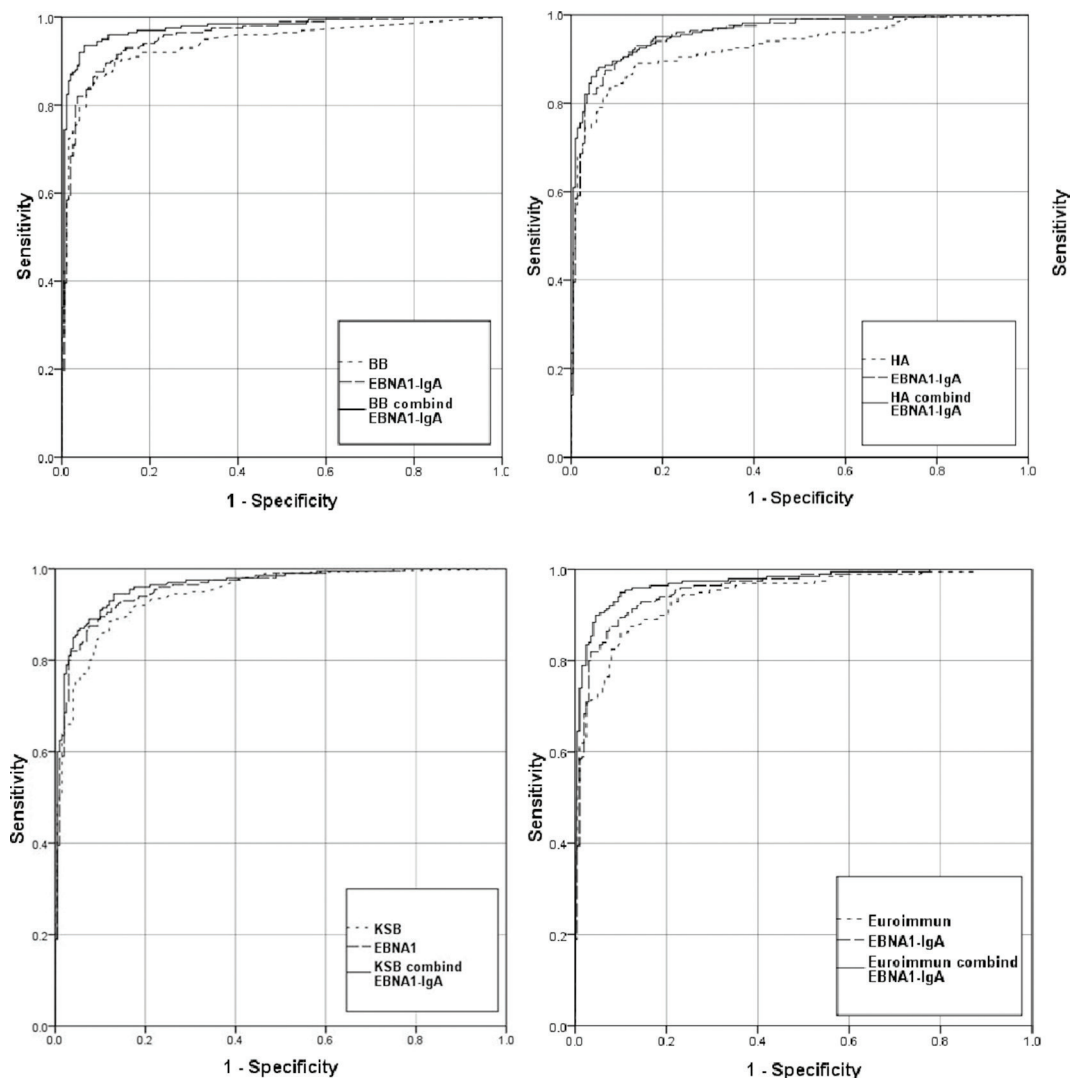 1.0
0.8
0.6
0.4
0.2
0.0
Sensitivity
BB
EBNA1-IgA
BB combind
EBNA1-IgA
0.0 0.2 0.4 0.6 0.8 1.0
1 - Specificity
1.0
0.8
0.6
0.4
0.2
0.0
Sensitivity
HA
EBNA1-IgA
HA combind
EBNA1-IgA
0.0 0.2 0.4 0.6 0.8 1.0
1 - Specificity
Sensitivity
1.0
0.8
0.6
0.4
0.2
0.0
Sensitivity
KSB
EBNA1
KSB combind
EBNA1-IgA
0.0 0.2 0.4 0.6 0.8 1.0
1 - Specificity
1.0
0.8
0.6
0.4
0.2
0.0
Sensitivity
Euroimmun
EBNA1-IgA
Euroimmun combind
EBNA1-IgA
0.0 0.2 0.4 0.6 0.8 1.0
1 - Specificity